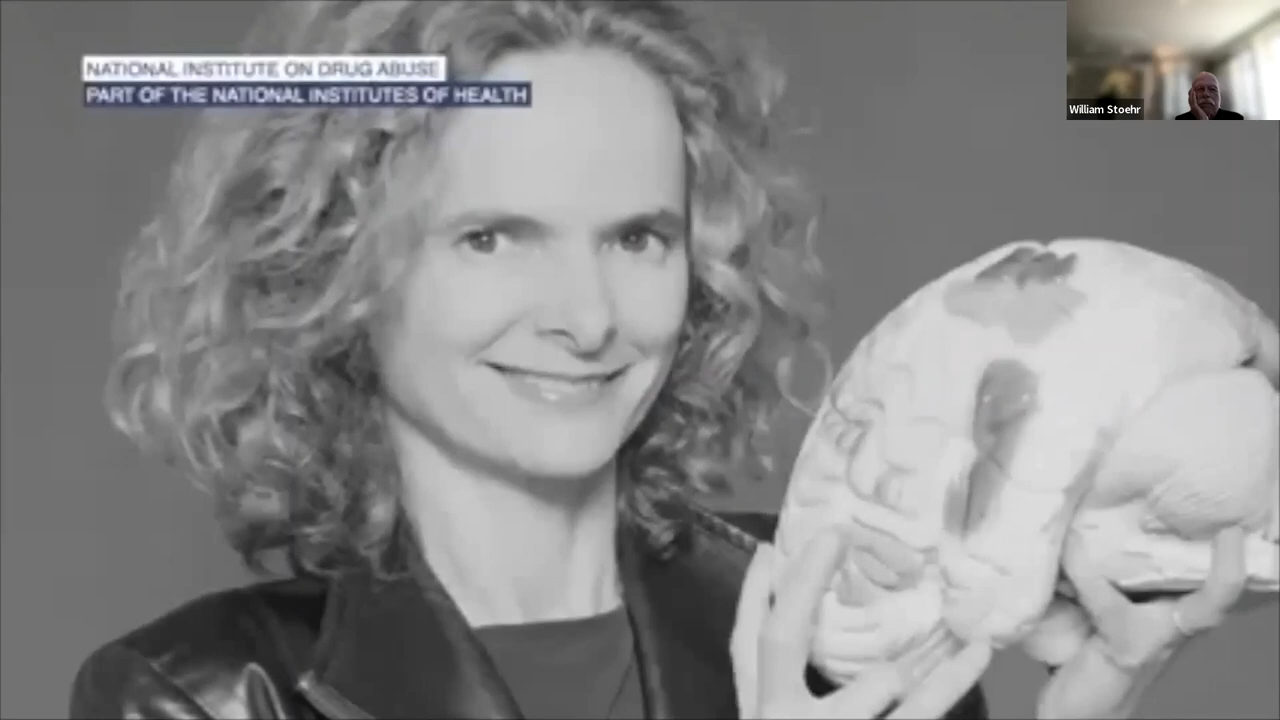 NATIONAL INSTITUTE ON DRUG ABUSE
PART OF THE NATIONAL INSTITUTES OF HEALTH
William Stoehr